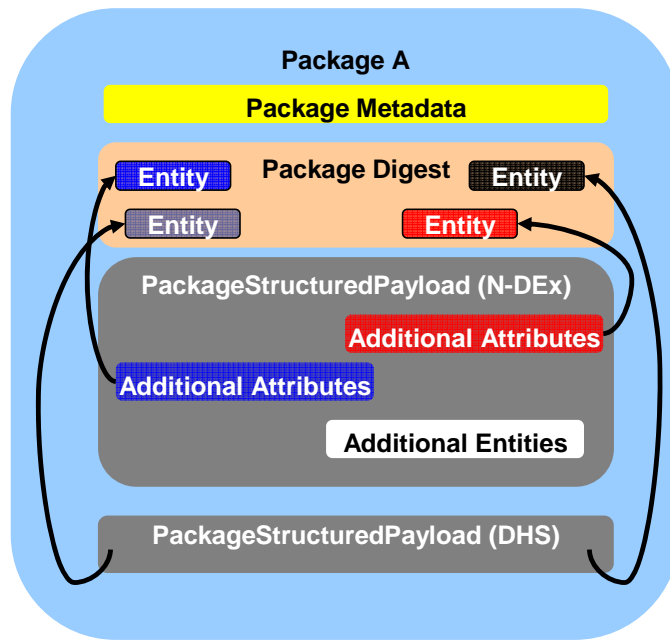 Package A
Package Metadata
Entity Package Digest Entity
Entity Entity
PackageStructuredPayload (N-DEx)
Additional Attributes
Additional Attributes
Additional Entities
PackageStructuredPayload (DHS)